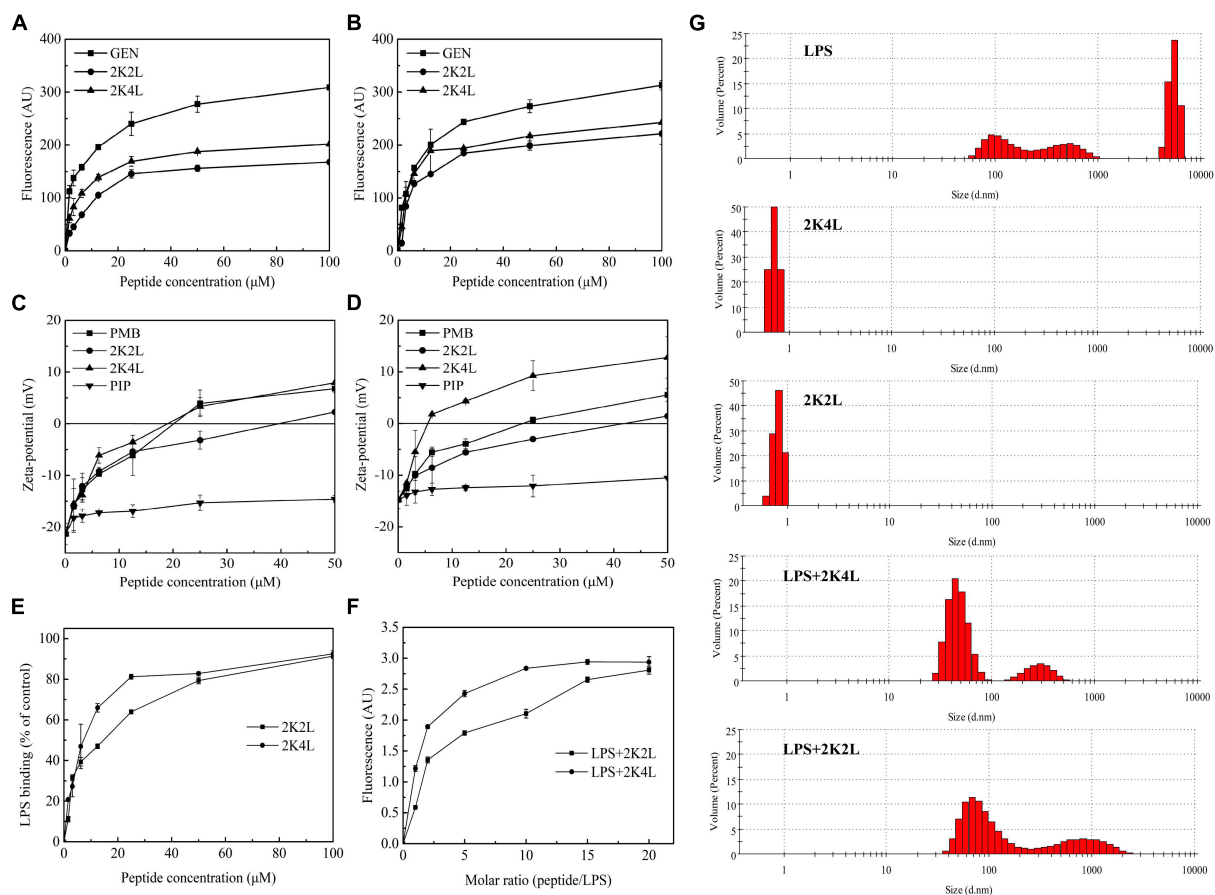 A
400
300
200
100
0
Fluorescence (AU)
GEN
2K2L
2K4L
0 20 40 60 80 100
Peptide concentration (μM)
B
400
300
200
100
0
Fluorescence (AU)
GEN
2K2L
2K4L
0 20 40 60 80 100
Peptide concentration (μM)
C
20
10
0
-10
-20
Zeta-potential (mV)
PMB
2K2L
2K4L
PIP
0 10 20 30 40 50
Peptide concentration (μM)
D
20
10
0
-10
-20
Zeta-potential (mV)
PMB
2K2L
2K4L
PIP
0 10 20 30 40 50
Peptide concentration (μM)
E
100
80
60
40
20
0
LPS binding (% of control)
2K2L
2K4L
0 20 40 60 80 100
Peptide concentration (μM)
F
3.5
3.0
2.5
2.0
1.5
1.0
0.5
0.0
Fluorescence (AU)
LPS+2K2L
LPS+2K4L
0 5 10 15 20
Molar ratio (peptide/LPS)
G
LPS
25
20
15
10
5
0
Volume (Percent)
1 10 100 1000 10000
Size (d.nm)
2K4L
50
40
30
20
10
0
Volume (Percent)
1 10 100 1000 10000
Size (d.nm)
2K2L
50
40
30
20
10
0
Volume (Percent)
1 10 100 1000 10000
Size (d.nm)
LPS+2K4L
25
20
15
10
5
0
Volume (Percent)
1 10 100 1000 10000
Size (d.nm)
LPS+2K2L
25
20
15
10
5
0
Volume (Percent)
1 10 100 1000 10000
Size (d.nm)